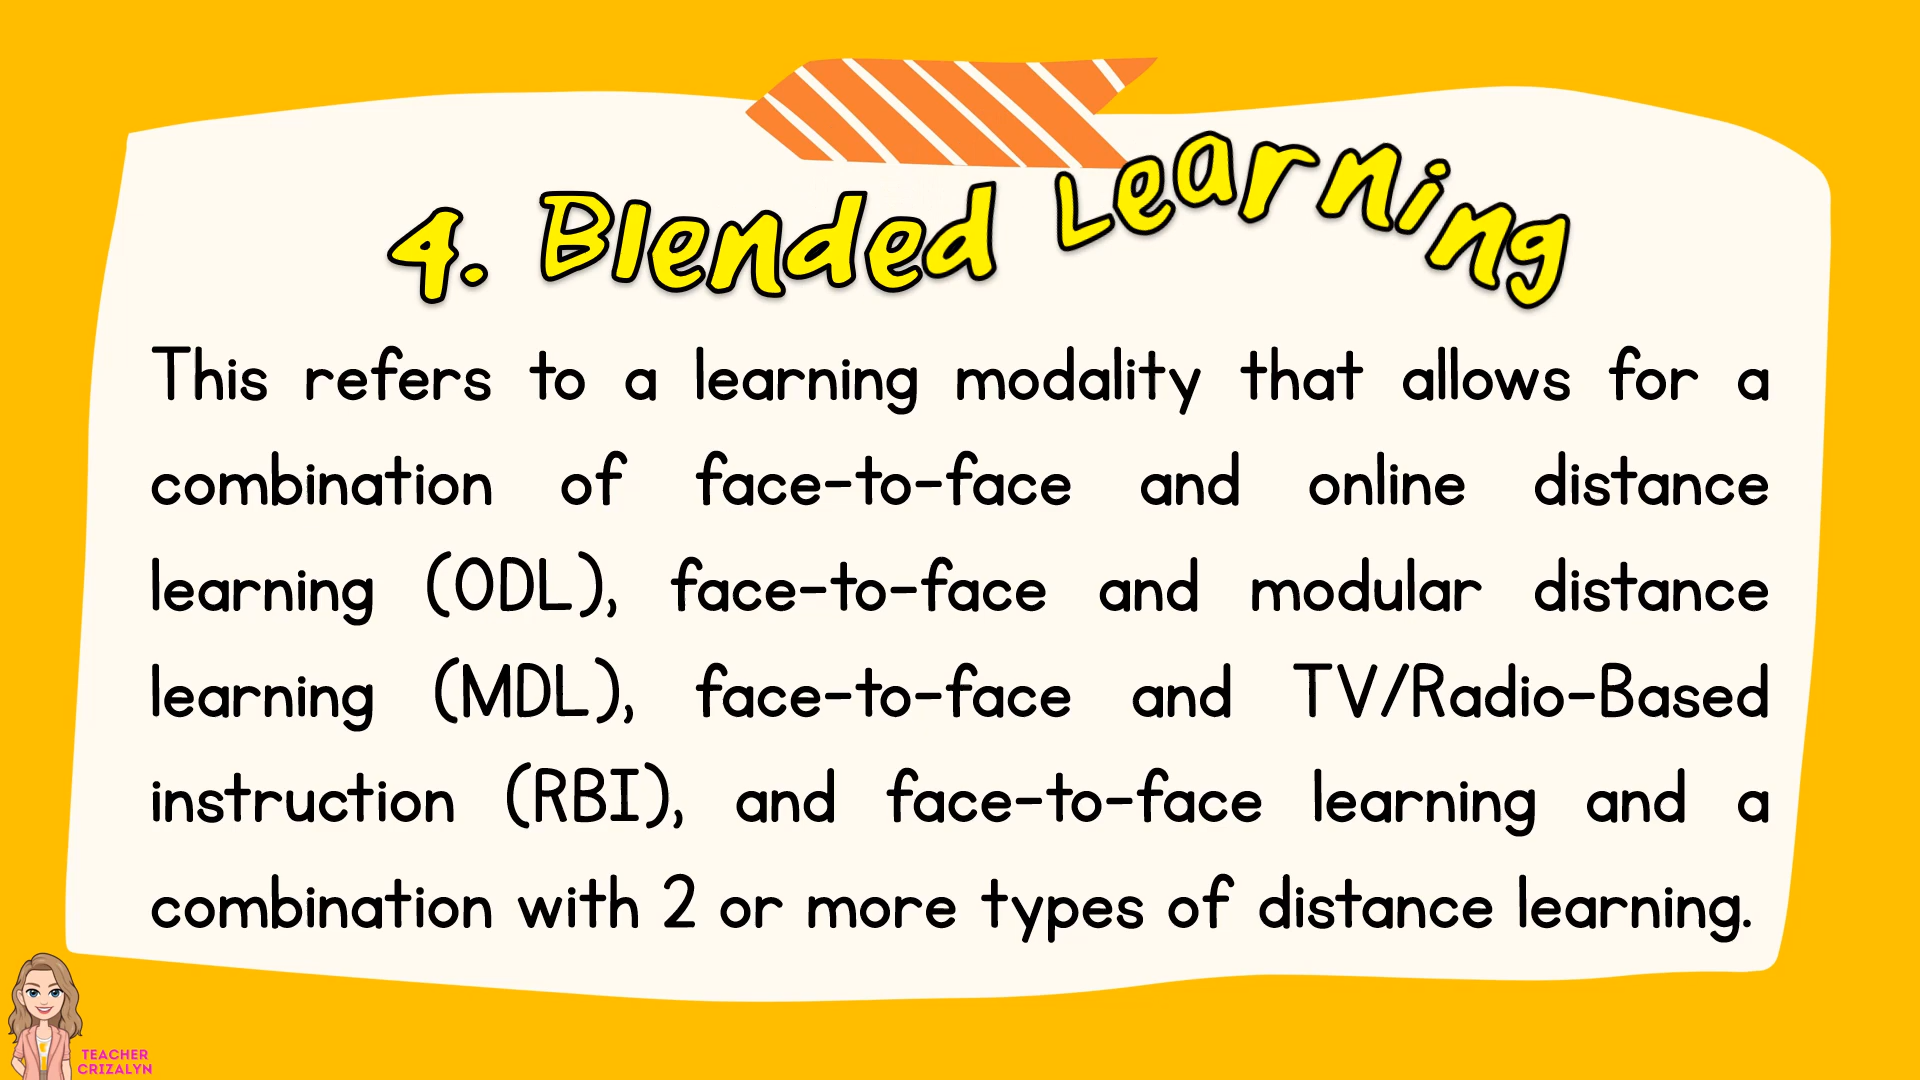 4. Blended Learning
This refers to a learning modality that allows for a
combination of face-to-face and online distance
learning (ODL), face-to-face and modular distance
learning (MDL), face-to-face and TV/Radio-Based
instruction (RBI), and face-to-face learning and a
combination with 2 or more types of distance learning.
TEACHER
CRIZALYN